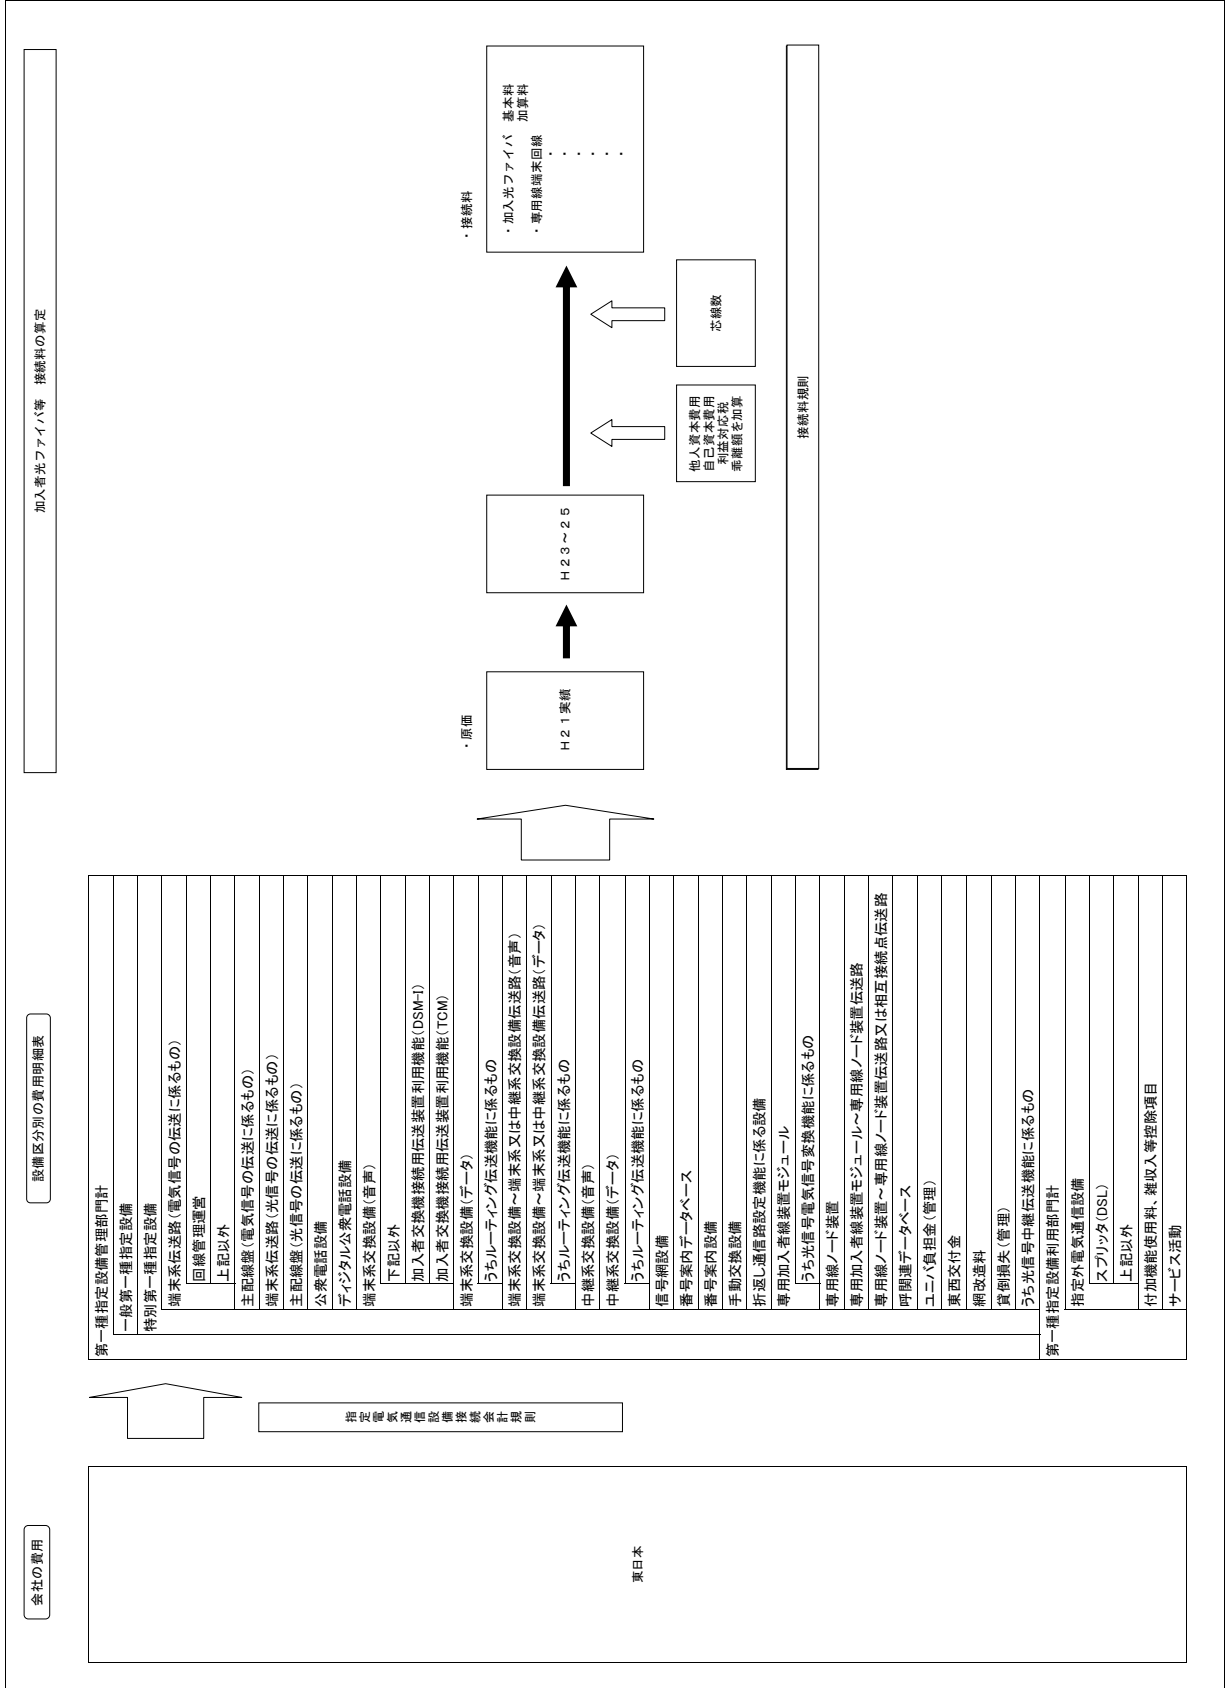 会社の費用
設備区分別の費用明細表
加入者光ファイバ等　接続料の算定
東日本
指定電気通信設備接続会計規則
第一種指定設備管理部門計
一般第一種指定設備
特別第一種指定設備
端末系伝送路(電気信号の伝送に係るもの)
回線管理運営
上記以外
主配線盤(電気信号の伝送に係るもの)
端末系伝送路(光信号の伝送に係るもの)
主配線盤(光信号の伝送に係るもの)
公衆電話設備
ディジタル公衆電話設備
端末系交換設備(音声)
下記以外
加入者交換機接続用伝送装置利用機能(DSM-I)
加入者交換機接続用伝送装置利用機能(TCM)
端末系交換設備(データ)
うちルーティング伝送機能に係るもの
端末系交換設備～端末系又は中継系交換設備伝送路(音声)
端末系交換設備～端末系又は中継系交換設備伝送路(データ)
うちルーティング伝送機能に係るもの
中継系交換設備(音声)
中継系交換設備(データ)
うちルーティング伝送機能に係るもの
信号網設備
番号案内データベース
番号案内設備
手動交換設備
折返し通信路設定機能に係る設備
専用加入者線装置モジュール
うち光信号電気信号変換機能に係るもの
専用線ノード装置
専用加入者線装置モジュール～専用線ノード装置伝送路
専用線ノード装置～専用線ノード装置伝送路又は相互接続点伝送路
呼関連データベース
ユニバ負担金(管理)
東西交付金
網改造料
貸倒損失(管理)
うち光信号中継伝送機能に係るもの
第一種指定設備利用部門計
指定外電気通信設備
スプリッタ(DSL)
上記以外
付加機能使用料、雑収入等控除項目
サービス活動
・原価
H21実績
H23～25
・接続料
・加入光ファイバ　基本料
加算料
・専用線端末回線
・
・
・
・
・
・
他人資本費用
自己資本費用
利益対応税
乖離額を加算
芯線数
接続料規則